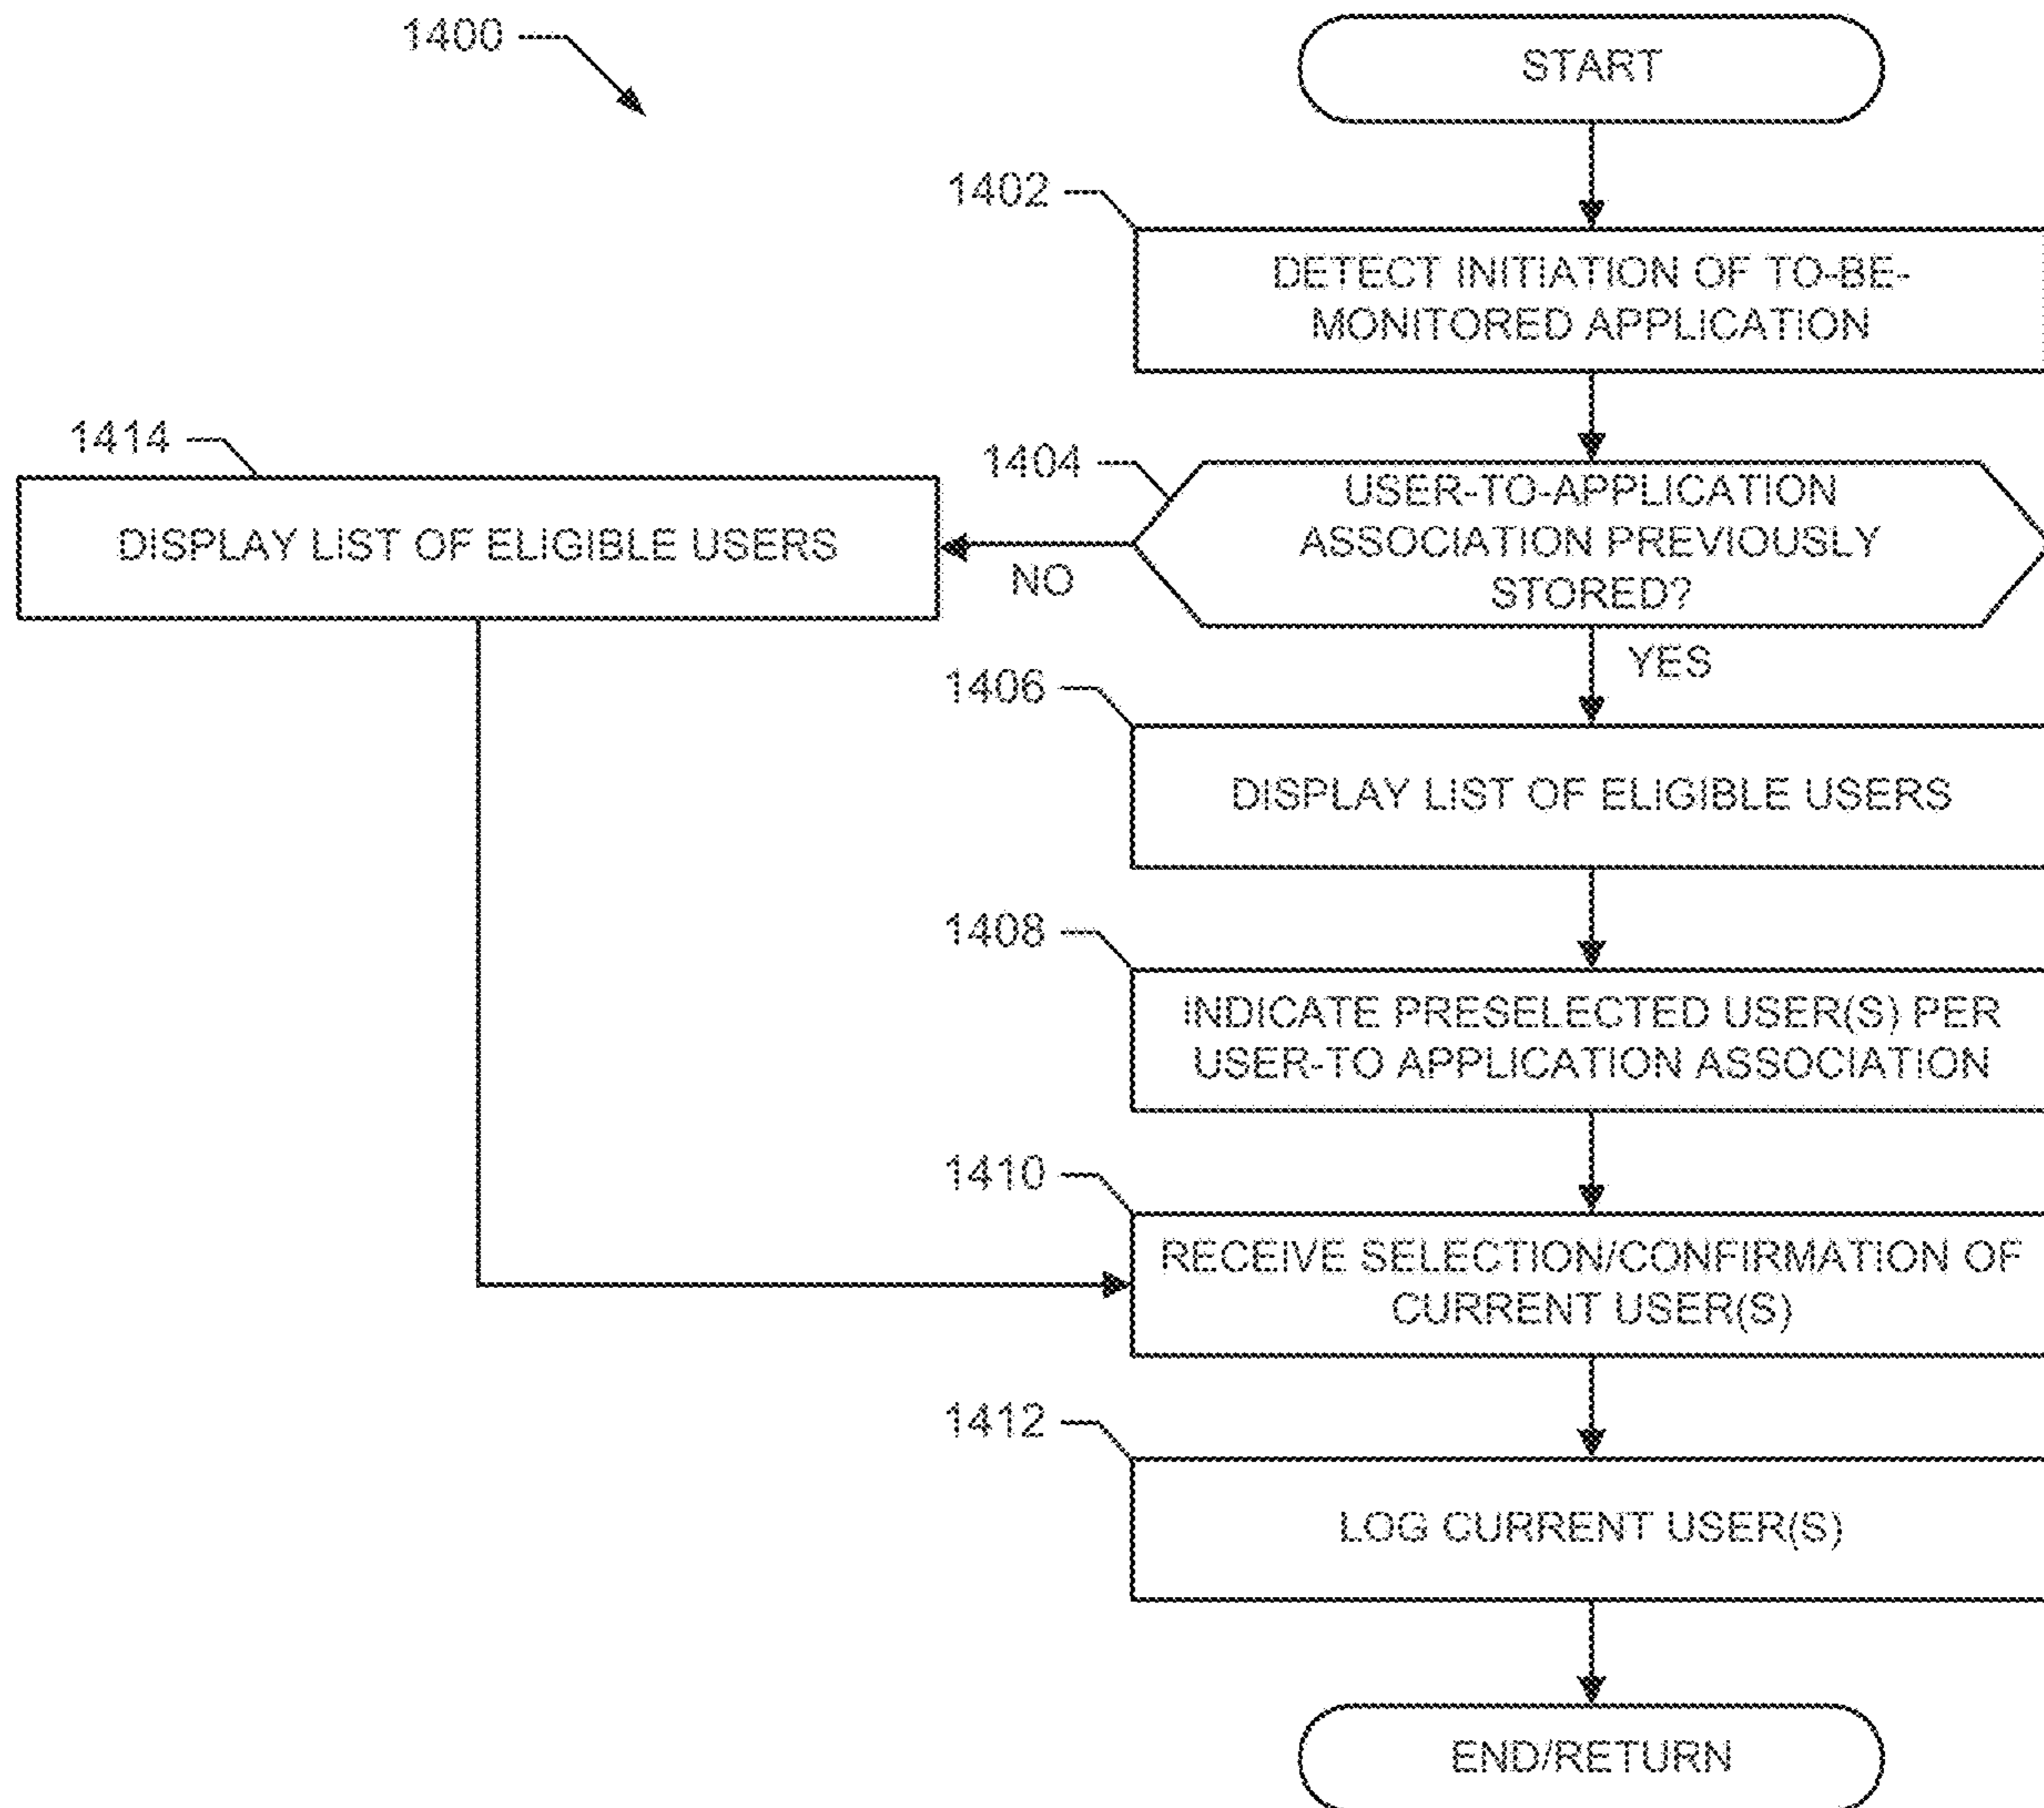 1400
START
1402
DETECT INITIATION OF TO-BE-
MONITORED APPLICATION
1414
1404
USER-TO-APPLICATION
ASSOCIATION PREVIOUSLY
STORED?
DISPLAY LIST OF ELIGIBLE USERS
NO
YES
1406
DISPLAY LIST OF ELIGIBLE USERS
1408
INDICATE PRESELECTED USER(S) PER
USER-TO APPLICATION ASSOCIATION
1410
RECEIVE SELECTION/CONFIRMATION OF
CURRENT USER(S)
1412
LOG CURRENT USER(S)
END/RETURN